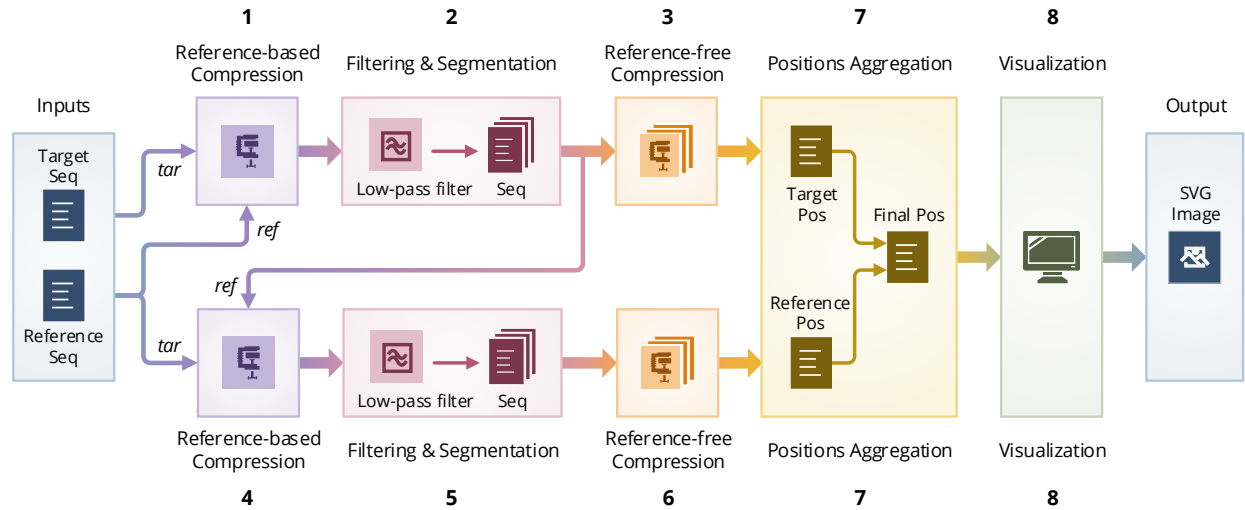 1
2
3
7
8
Reference-based
Compression
Filtering & Segmentation
Reference-free
Compression
Positions Aggregation
Visualization
Inputs
Output
Target
Seq
tar
Low-pass filter
Seq
Target
Pos
Final Pos
SVG
Image
ref
ref
Reference
Seq
tar
Reference
Pos
Low-pass filter
Seq
Reference-based
Compression
Filtering & Segmentation
Reference-free
Compression
Positions Aggregation
Visualization
4
5
6
7
8